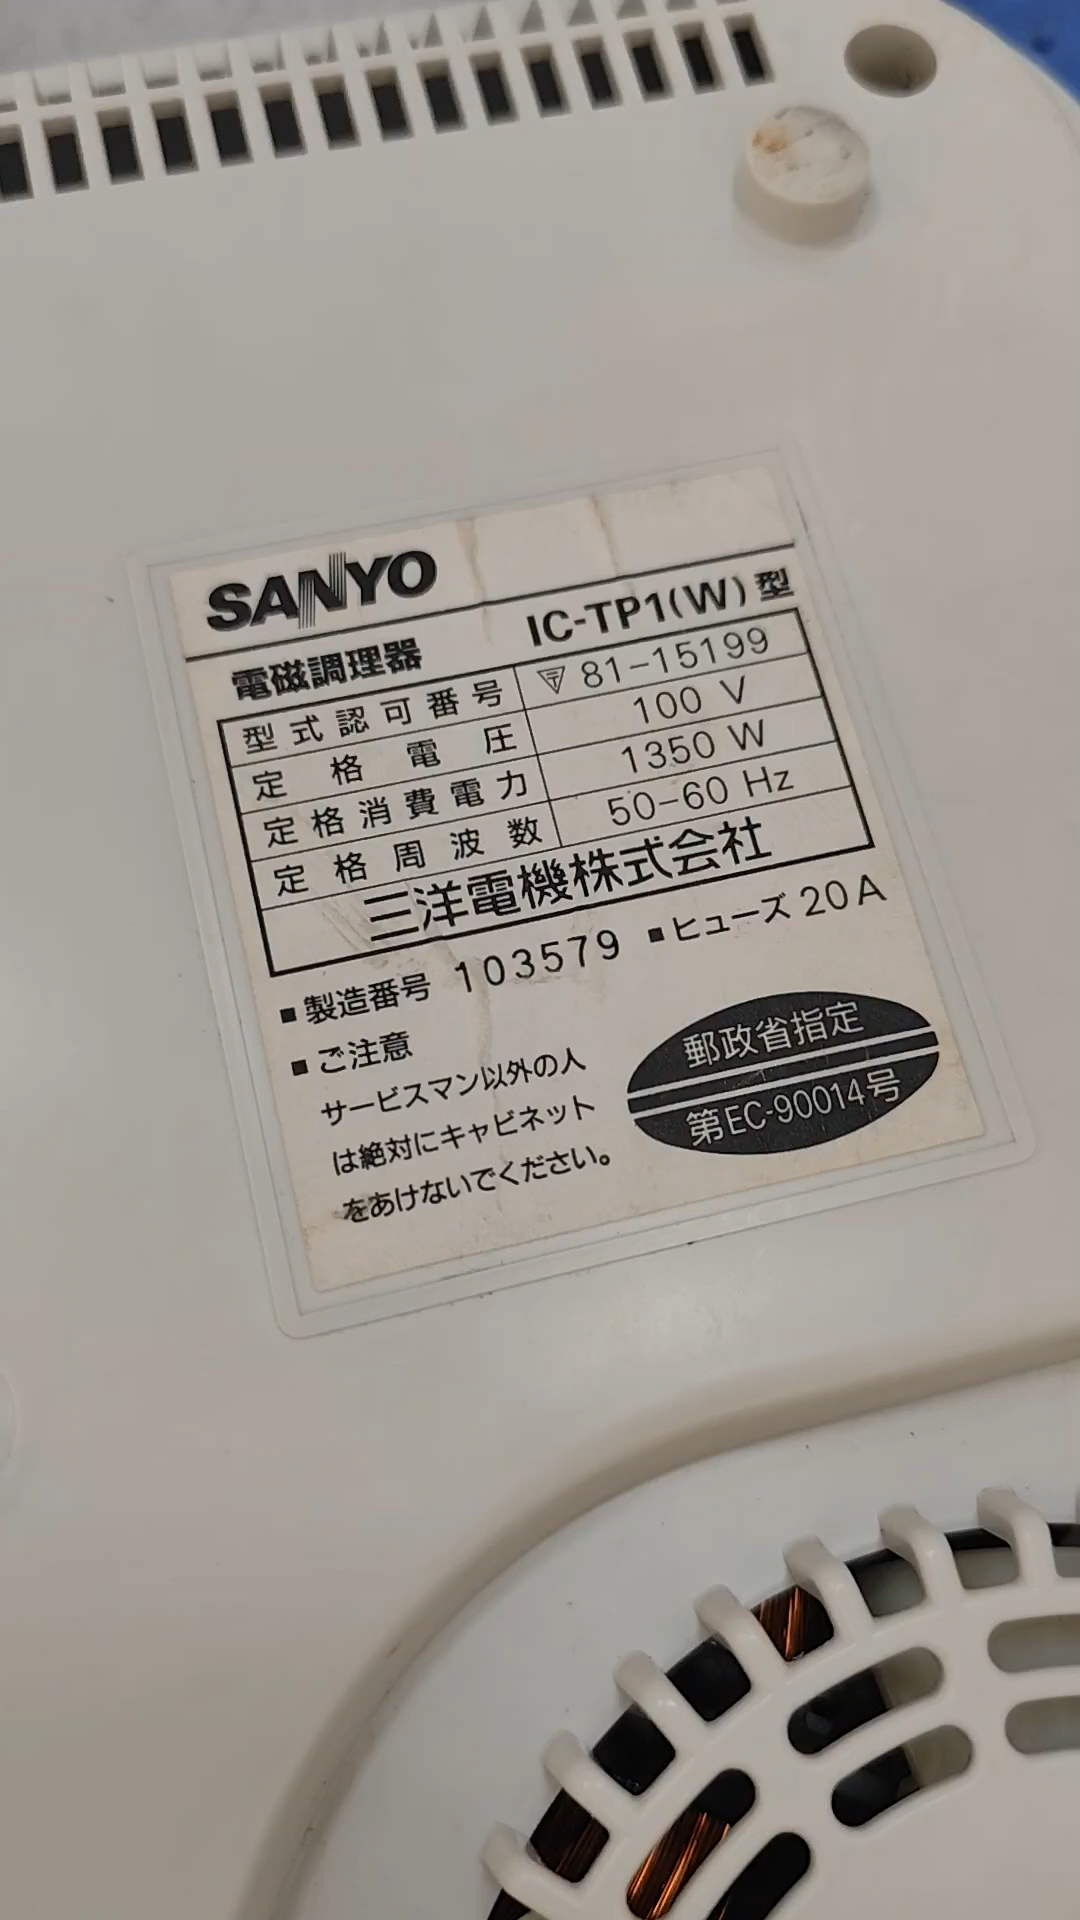 SANYO
電磁調理器 IC-TP1(W)型
型式認可番号 〒 81-15199
定格電圧 100 V
定格消費電力 1350 W
定格周波数 50-60 Hz
三洋電機株式会社
■製造番号 103579 ■ヒューズ 20A
■ご注意
サービスマン以外の人
は絶対にキャビネット
をあけないでください。
郵政省指定
第EC-90014号